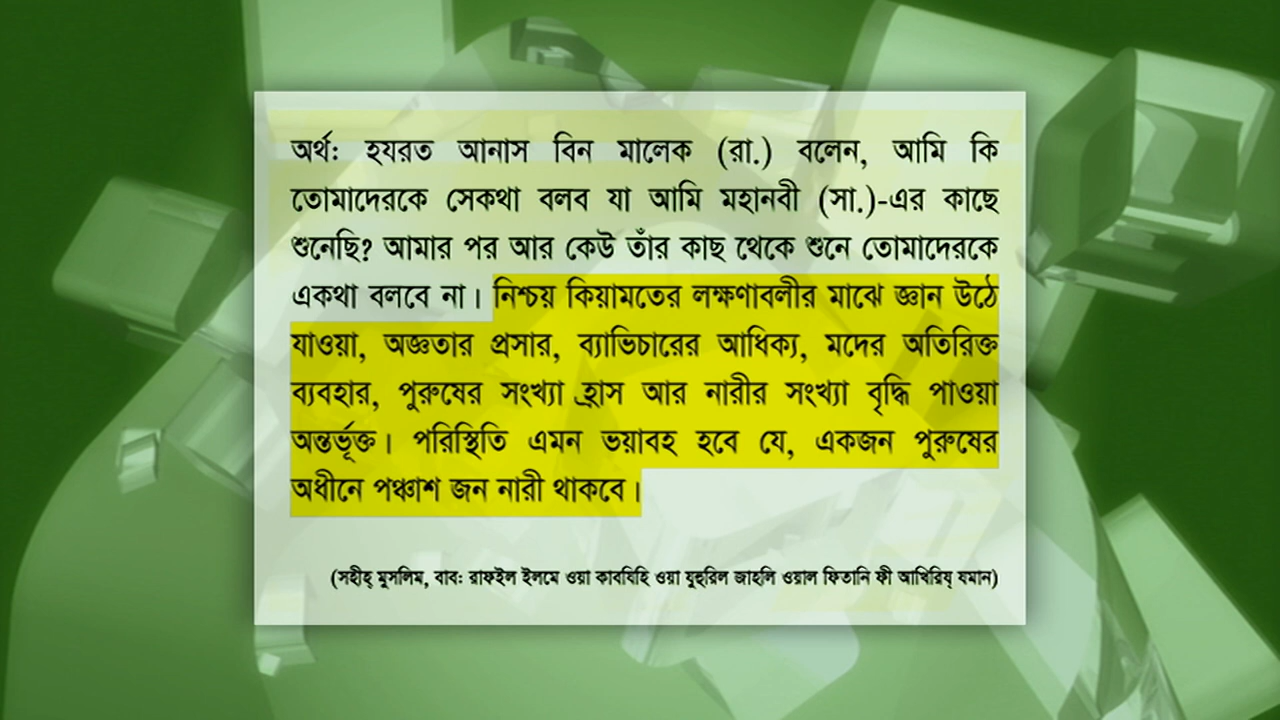 অর্থ: হযরত আনাস বিন মালেক (রা.) বলেন, আমি কি
তোমাদেরকে সেকথা বলব যা আমি মহানবী (সা.)-এর কাছে
শুনেছি? আমার পর আর কেউ তাঁর কাছ থেকে শুনে তোমাদেরকে
একথা বলবে না। নিশ্চয় কিয়ামতের লক্ষণাবলীর মাঝে জ্ঞান উঠে
যাওয়া, অজ্ঞতার প্রসার, ব্যাভিচারের আধিক্য, মদের অতিরিক্ত
ব্যবহার, পুরুষের সংখ্যা হ্রাস আর নারীর সংখ্যা বৃদ্ধি পাওয়া
অন্তর্ভূক্ত। পরিস্থিতি এমন ভয়াবহ হবে যে, একজন পুরুষের
অধীনে পঞ্চাশ জন নারী থাকবে।
(সহীহ্ মুসলিম, বাব: রাফইল ইলমে ওয়া কাবযিহি ওয়া যুহুরিল জাহলি ওয়াল ফিতানি ফী আখিরিয্ যমান)